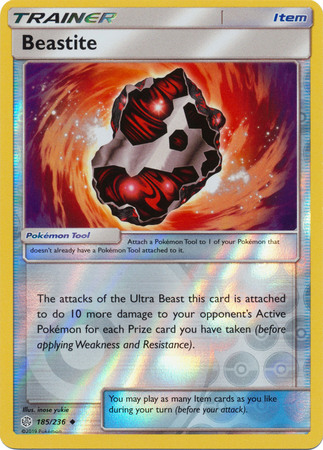 TRAINER Item
Beastite
Pokémon Tool
Attach a Pokémon Tool to 1 of your Pokémon that
doesn't already have a Pokémon Tool attached to it.
The attacks of the Ultra Beast this card is attached
to do 10 more damage to your opponent's Active
Pokémon for each Prize card you have taken (before
applying Weakness and Resistance).
You may play as many Item cards as you like
during your turn (before your attack).
Illus. inose yukie
185/236
©2019 Pokémon